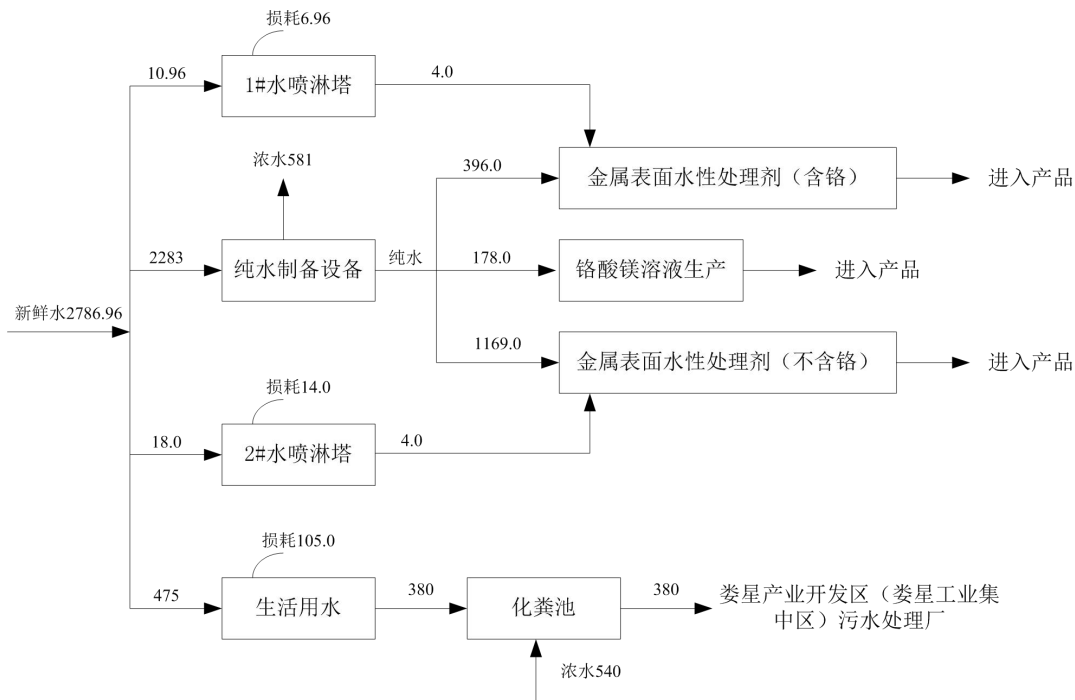 损耗6.96
10.96
1#水喷淋塔
4.0
浓水581
396.0
金属表面水性处理剂（含铬）
进入产品
2283
纯水制备设备
纯水
178.0
铬酸镁溶液生产
进入产品
新鲜水2786.96
1169.0
金属表面水性处理剂（不含铬）
进入产品
损耗14.0
18.0
2#水喷淋塔
4.0
损耗105.0
475
生活用水
380
化粪池
380
娄星产业开发区（娄星工业集
中区）污水处理厂
浓水540